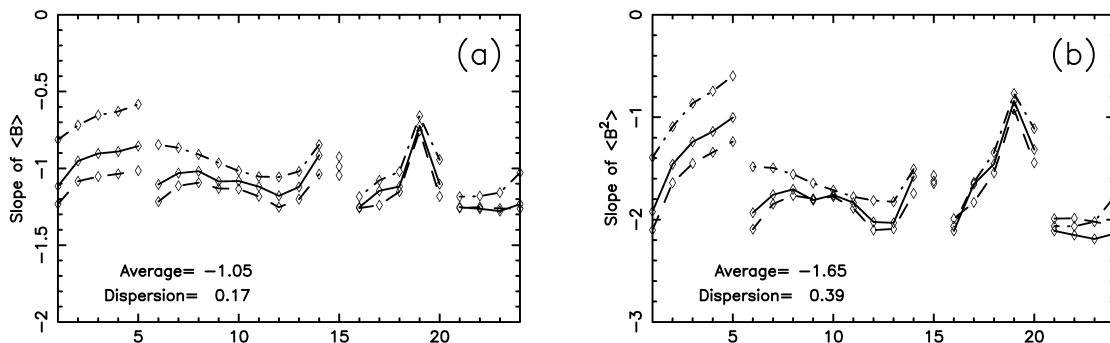 0
−0.5
−1
−1.5
−2
Slope of <B>
(a)
Average= −1.05
Dispersion= 0.17
5 10 15 20
0
−1
−2
−3
Slope of <B²>
(b)
Average= −1.65
Dispersion= 0.39
5 10 15 20